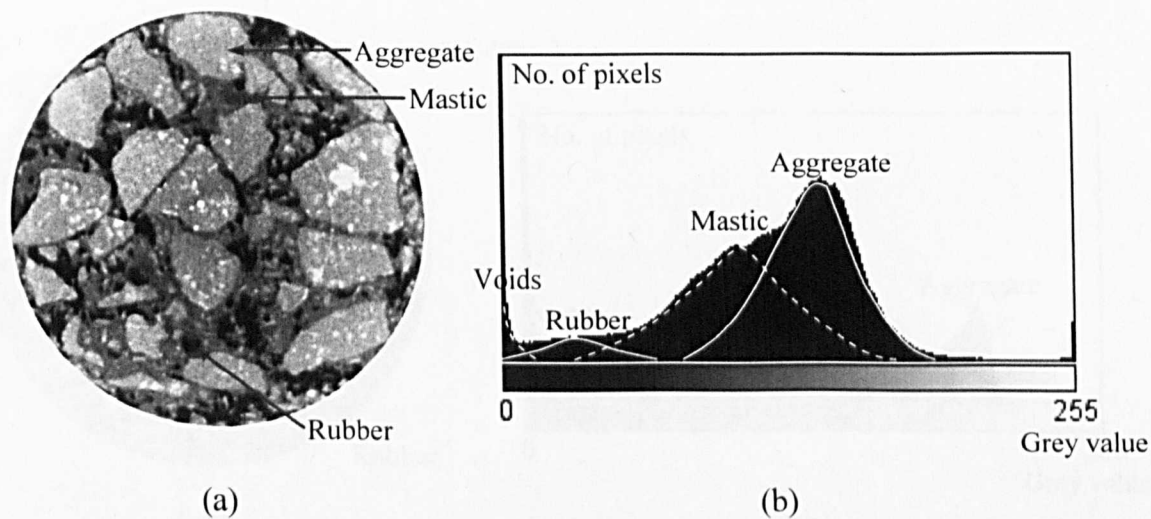 Aggregate
Mastic
Rubber
(a)
No. of pixels
Aggregate
Mastic
Voids
Rubber
0
255
Grey value
(b)